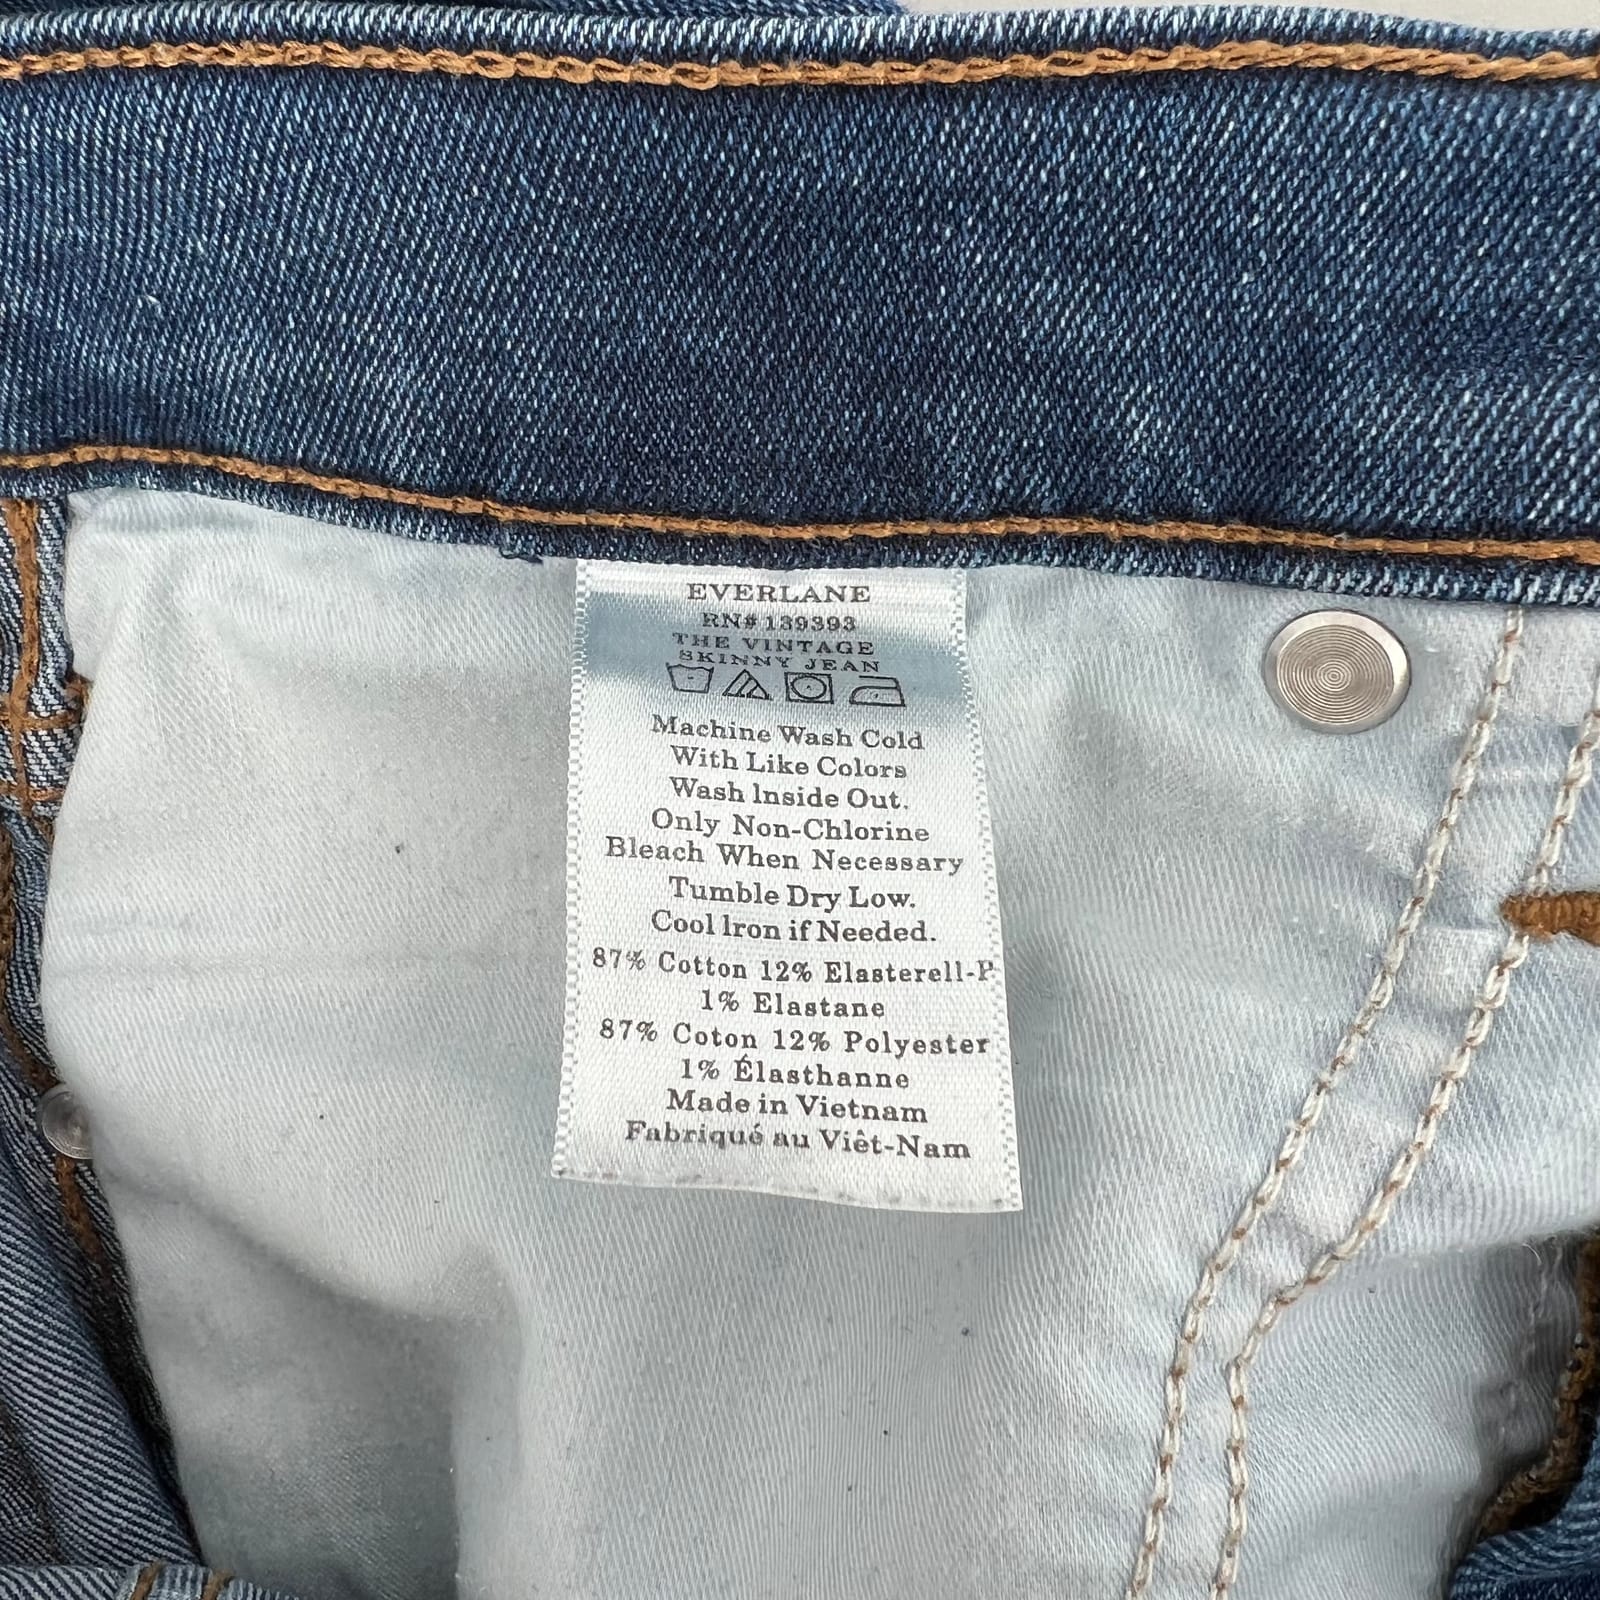 EVERLANE
RN# 139393
THE VINTAGE
SKINNY JEAN
Machine Wash Cold
With Like Colors
Wash Inside Out.
Only Non-Chlorine
Bleach When Necessary
Tumble Dry Low.
Cool Iron if Needed.
87% Cotton 12% Elasterell-P
1% Elastane
87% Coton 12% Polyester
1% Élasthanne
Made in Vietnam
Fabriqué au Viêt-Nam